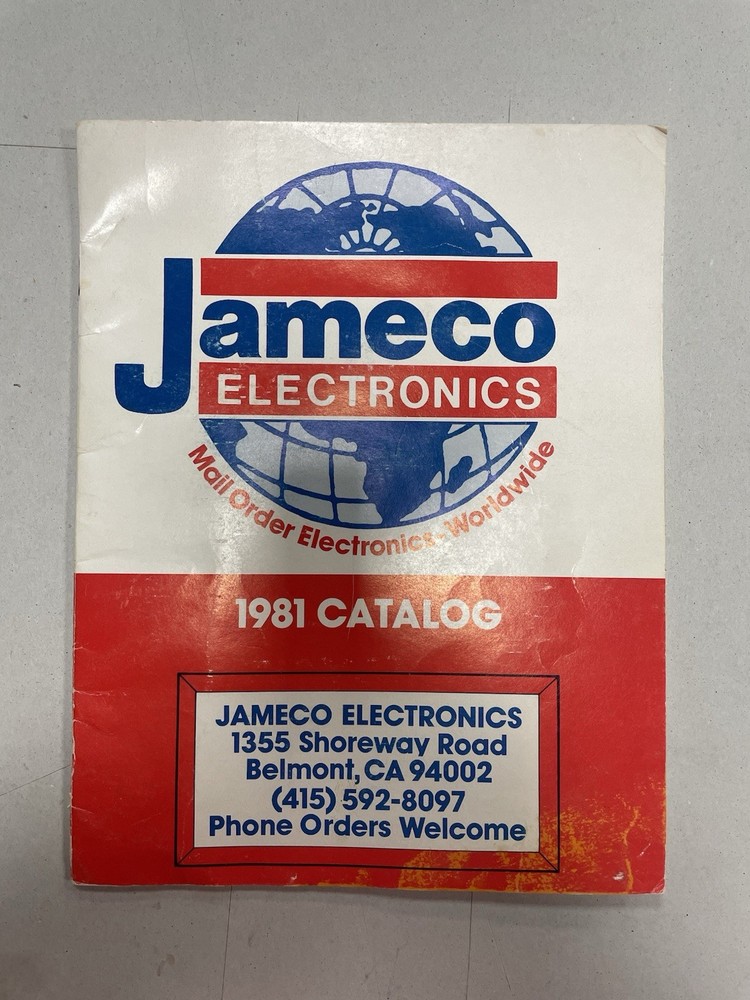 Jameco
ELECTRONICS
Mail Order Electronics - Worldwide
1981 CATALOG
JAMECO ELECTRONICS
1355 Shoreway Road
Belmont, CA 94002
(415) 592-8097
Phone Orders Welcome